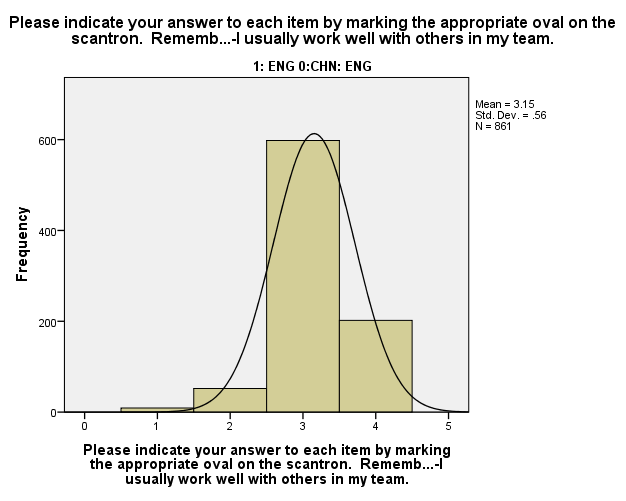 Please indicate your answer to each item by marking the appropriate oval on the
scantron.  Rememb...-I usually work well with others in my team.
1: ENG 0:CHN: ENG
Mean = 3.15
Std. Dev. = .56
N = 861
Frequency
600
400
200
0
0 1 2 3 4 5
Please indicate your answer to each item by marking
the appropriate oval on the scantron.  Rememb...-I
usually work well with others in my team.